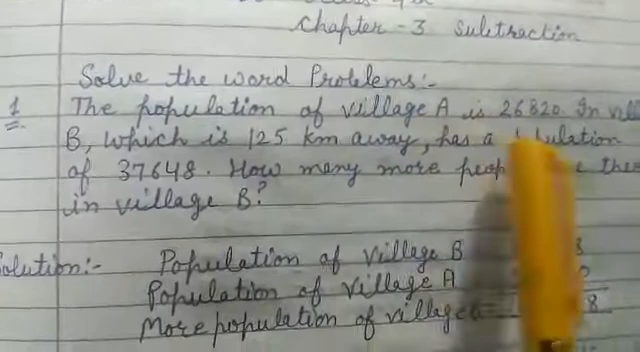 Chapter - 3 Subtraction
Solve the word Problems:-
1 The population of village A is 26820. In
B, which is 125 km away, has a
of 37648. How many more
in village B?
Solution:- Population of village B
Population of village A
More population of village 8